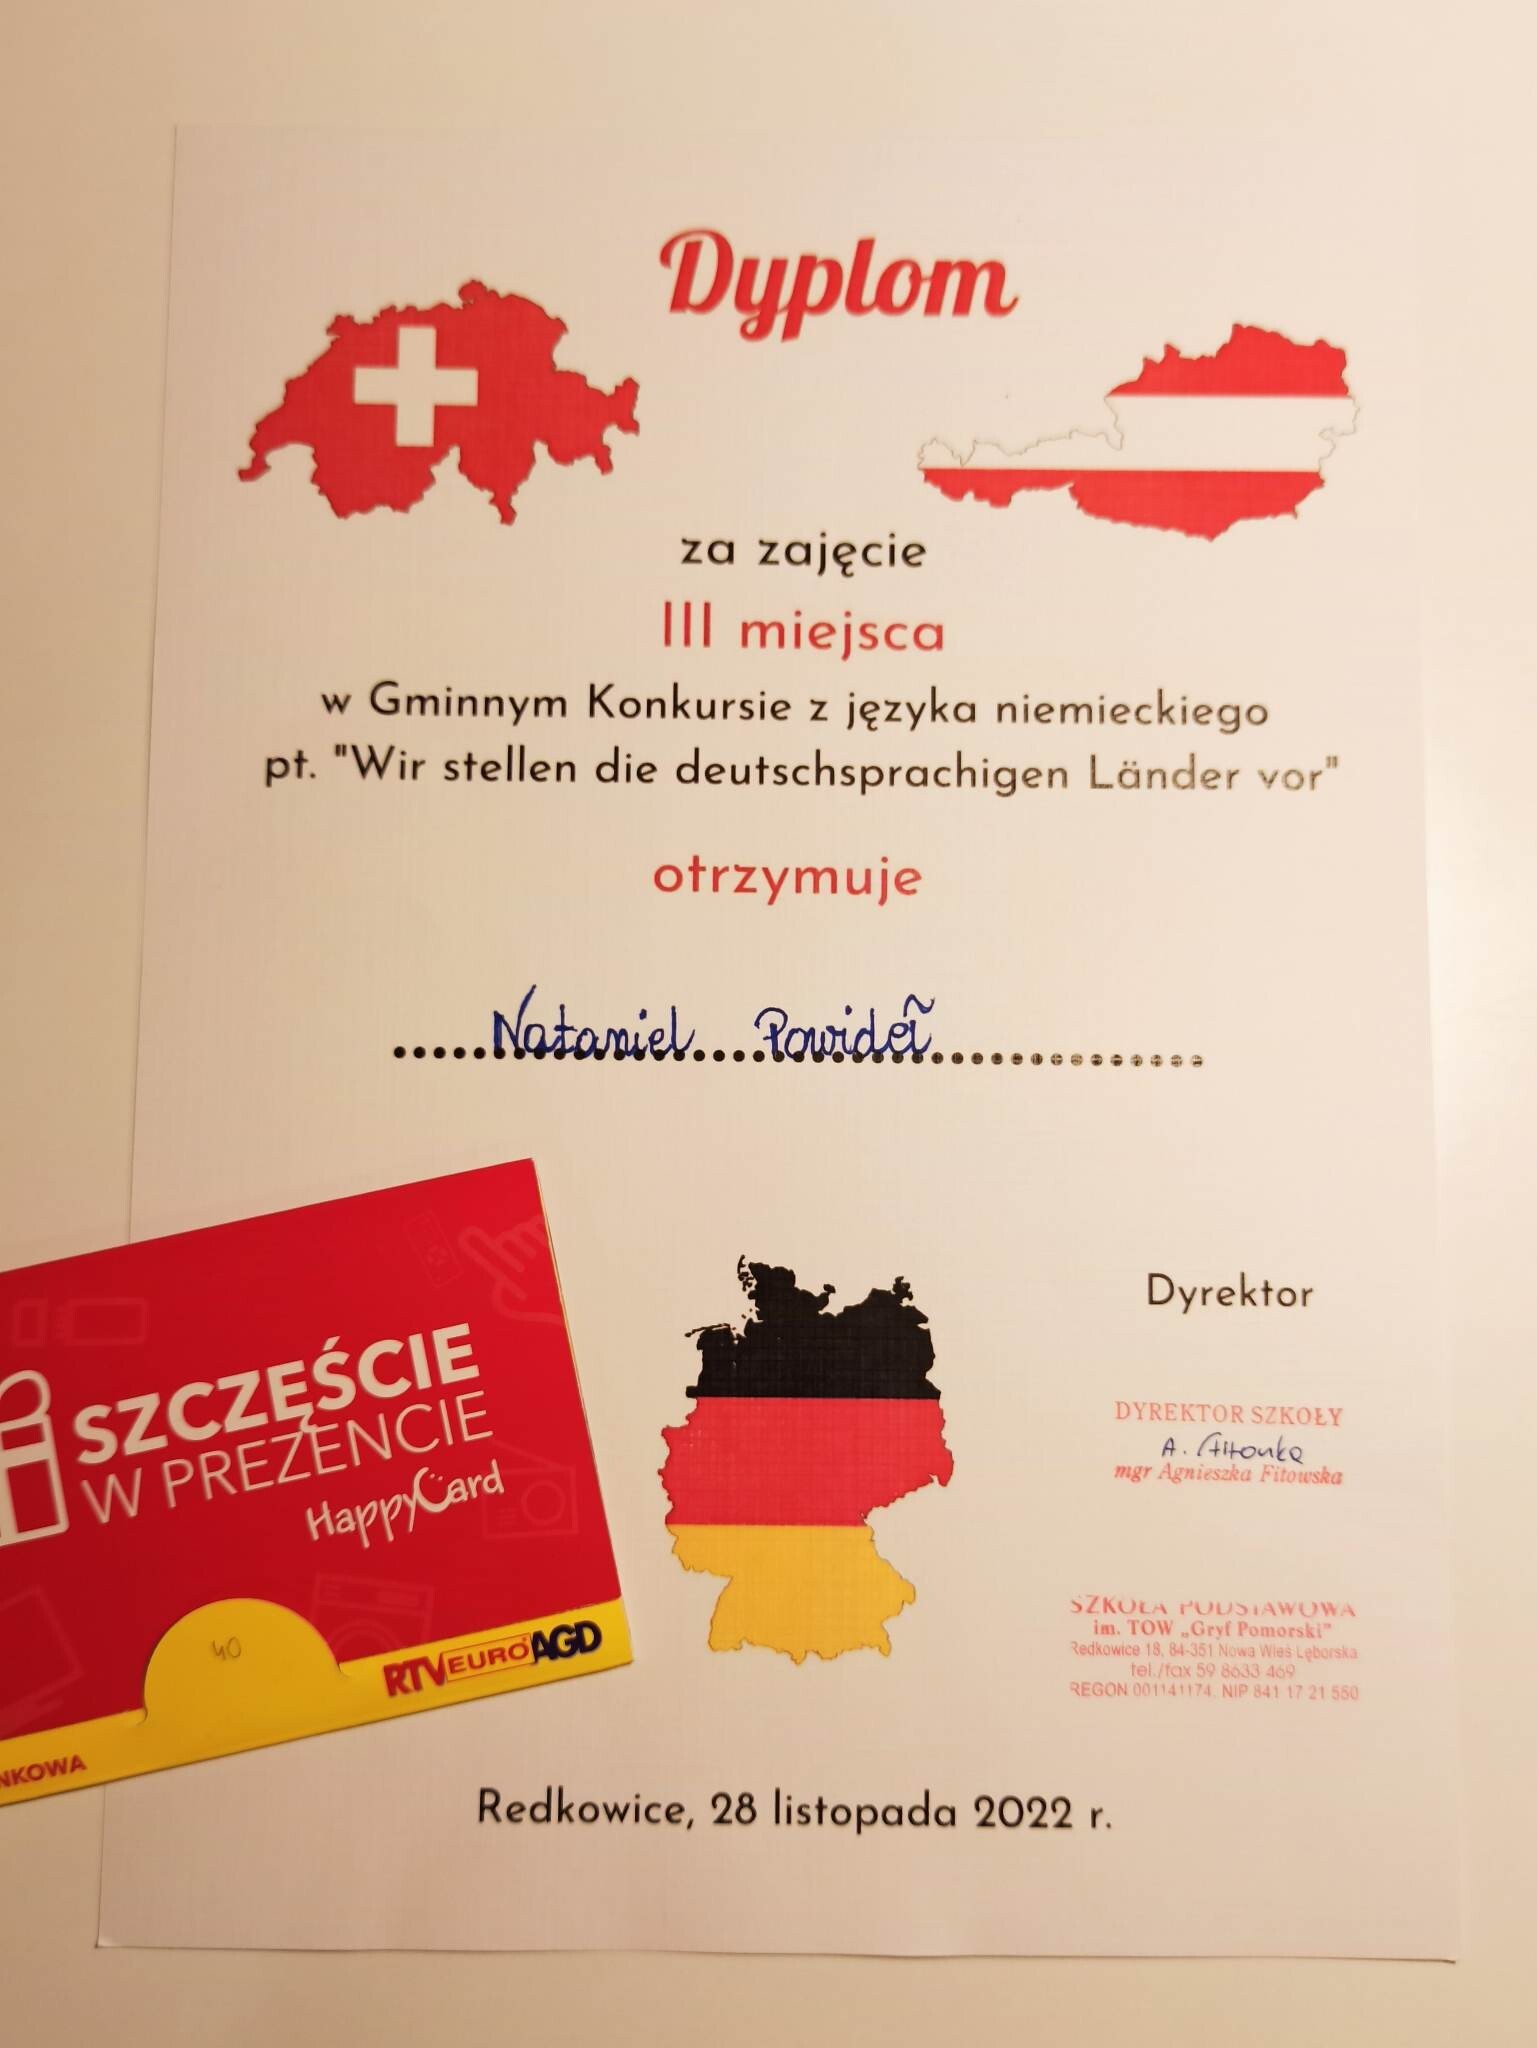 Dyplom
za zajęcie
III miejsca
w Gminnym Konkursie z języka niemieckiego
pt. "Wir stellen die deutschsprachigen Länder vor"
otrzymuje
Nataniel
Dyrektor
DYREKTOR SZKOŁY
mgr Agnieszka Fitowska
SZKOŁA PODSTAWOWA
im. TOW „Gryf Pomorski"
Redkowice 18, 84-351 Nowa Wieś Lęborska
tel./fax 59 8633 469
REGON 001141174, NIP 841 17 21 550
Redkowice, 28 listopada 2022 r.
SZCZĘŚCIE
W PREZENCIE
HappyCard
40
RTV EURO AGD